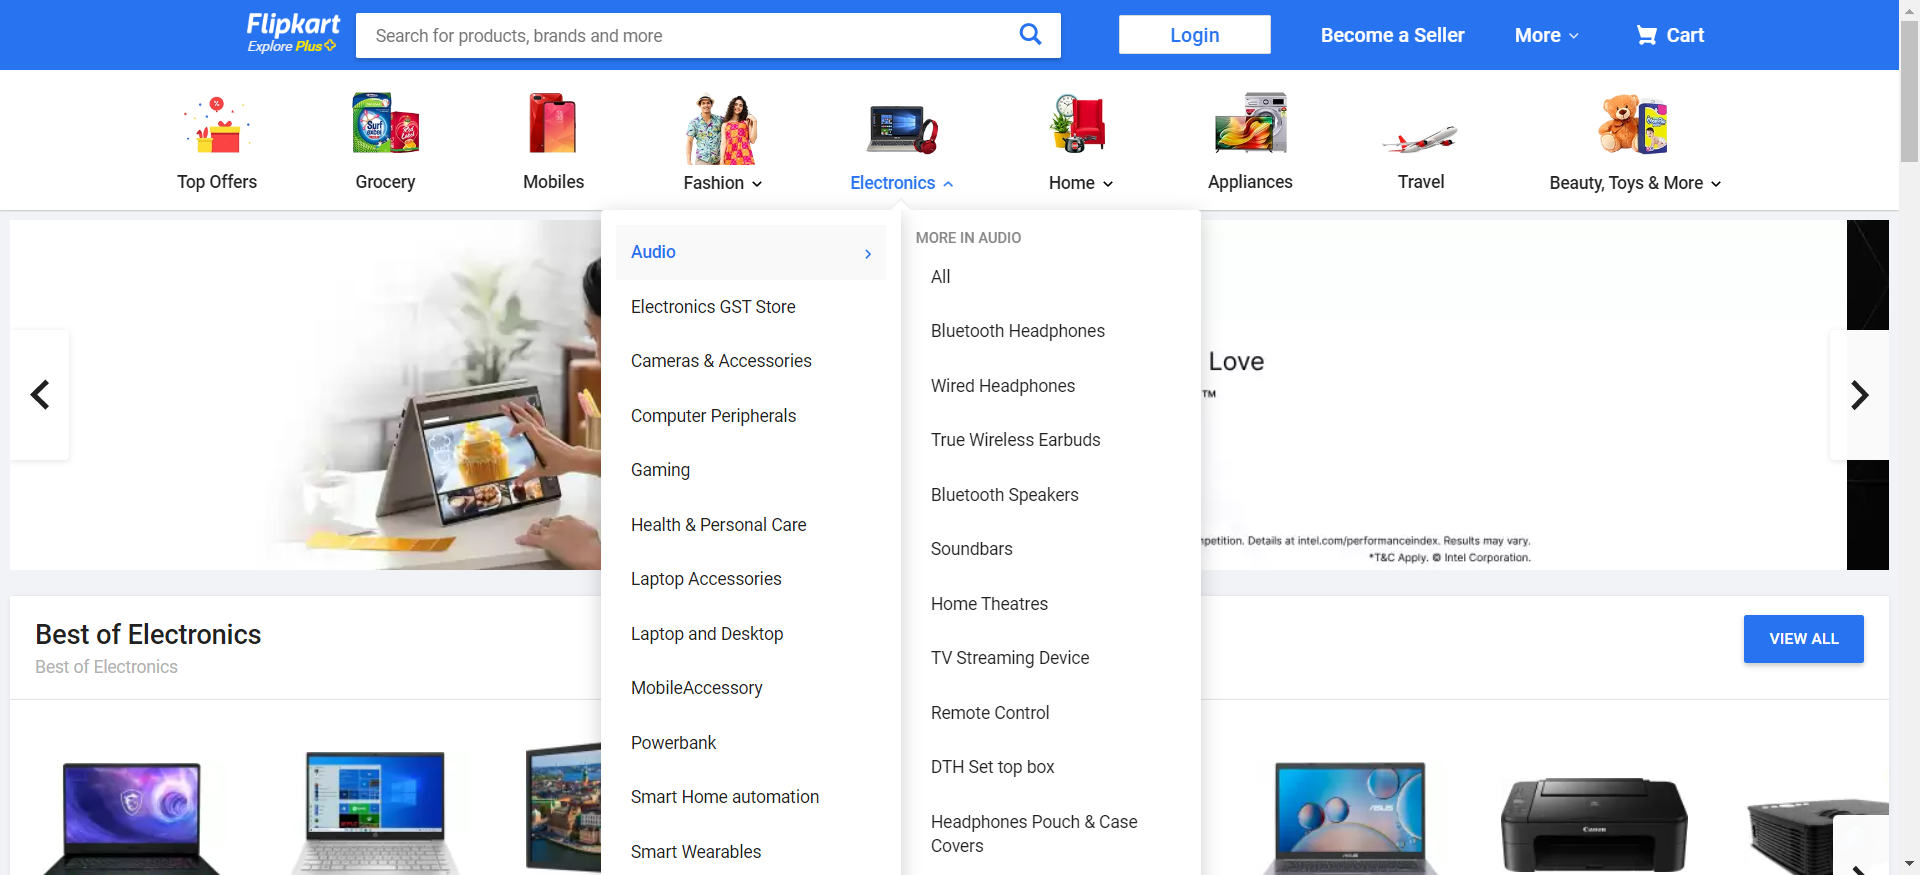 Flipkart
Explore Plus
Search for products, brands and more
Login
Become a Seller
More
Cart
Top Offers
Grocery
Mobiles
Fashion
Electronics
Home
Appliances
Travel
Beauty, Toys & More
Audio
Electronics GST Store
Cameras & Accessories
Computer Peripherals
Gaming
Health & Personal Care
Laptop Accessories
Laptop and Desktop
MobileAccessory
Powerbank
Smart Home automation
Smart Wearables
MORE IN AUDIO
All
Bluetooth Headphones
Wired Headphones
True Wireless Earbuds
Bluetooth Speakers
Soundbars
Home Theatres
TV Streaming Device
Remote Control
DTH Set top box
Headphones Pouch & Case
Covers
Love
TM
petition. Details at intel.com/performanceindex. Results may vary.
*T&C Apply. © Intel Corporation.
Best of Electronics
Best of Electronics
VIEW ALL
Surf
excel
ASUS
Canon